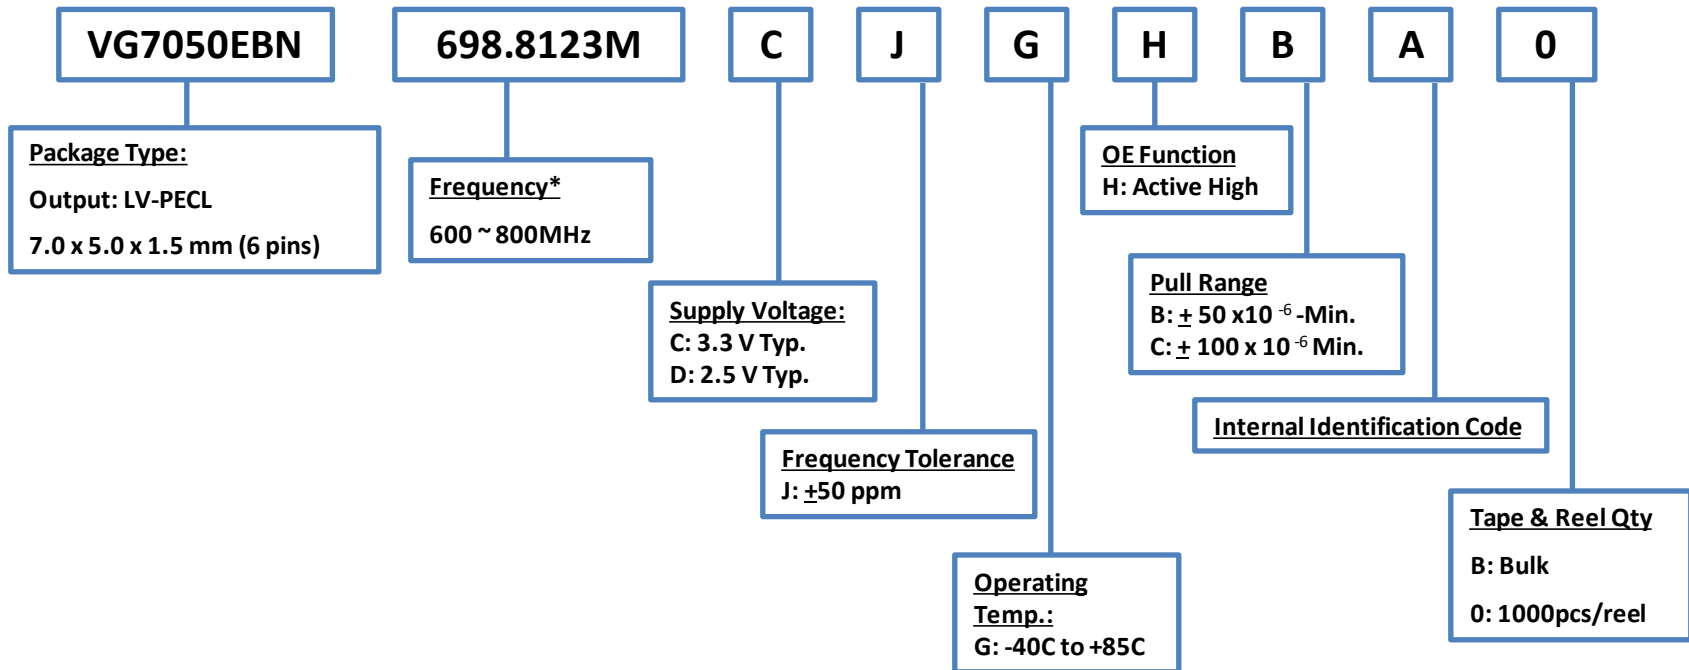 VG7050EBN 698.8123M C J G H B A 0
Package Type:
Output: LV-PECL
7.0 x 5.0 x 1.5 mm (6 pins)
Frequency*
600 ~ 800MHz
Supply Voltage:
C: 3.3 V Typ.
D: 2.5 V Typ.
Frequency Tolerance
J: ±50 ppm
Operating
Temp.:
G: -40C to +85C
OE Function
H: Active High
Pull Range
B: ± 50 x10 -6 -Min.
C: ± 100 x 10 -6 Min.
Internal Identification Code
Tape & Reel Qty
B: Bulk
0: 1000pcs/reel